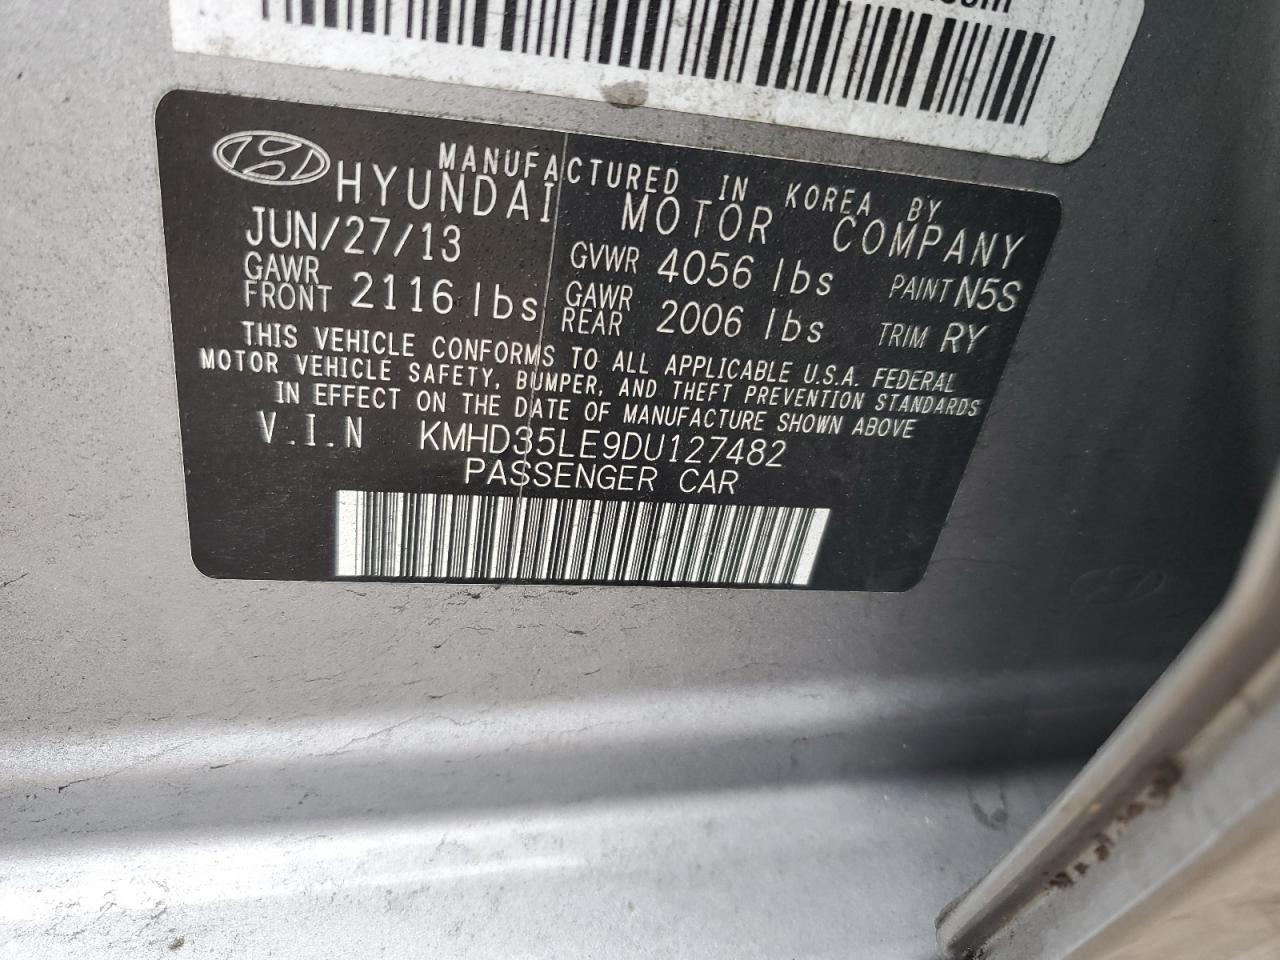 MANUFACTURED IN KOREA BY
HYUNDAI MOTOR COMPANY
JUN/27/13 GVWR 4056 lbs PAINT N5S
GAWR FRONT 2116 lbs GAWR REAR 2006 lbs TRIM RY
THIS VEHICLE CONFORMS TO ALL APPLICABLE U.S.A. FEDERAL
MOTOR VEHICLE SAFETY, BUMPER, AND THEFT PREVENTION STANDARDS
IN EFFECT ON THE DATE OF MANUFACTURE SHOWN ABOVE
V.I.N KMHD35LE9DU127482
PASSENGER CAR